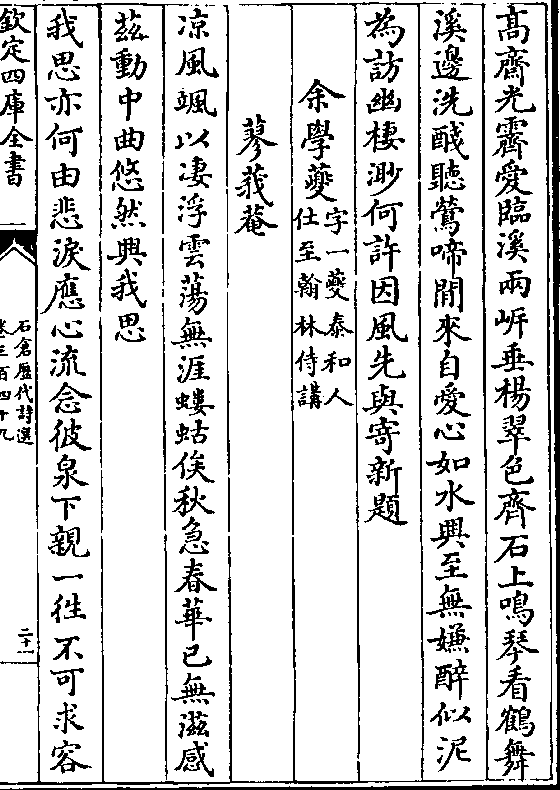 高齋光霽愛臨溪兩岍垂楊翠色齊石上鳴琴看鶴舞
溪邊洗醆聽鶯啼閒來自愛心如水興至無嫌醉似泥
為訪幽棲渺何許因風先與寄新題
余學夔字一夔泰和人
仕至翰林侍講
蓼莪菴
凉風颯以凄浮雲蕩無涯螻蛄俟秋急春華已無滋感
茲動中曲悠然興我思
我思亦何由悲淚應心流念彼泉下親一徃不可求容
欽定四庫全書
石倉歷代詩選
卷三百四十九
二十一